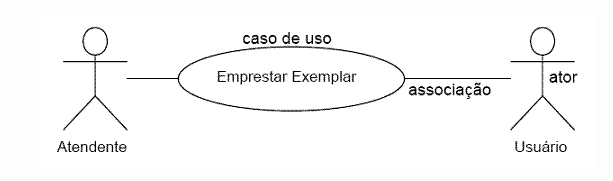 caso de uso
Emprestar Exemplar
associação
ator
Atendente
Usuário